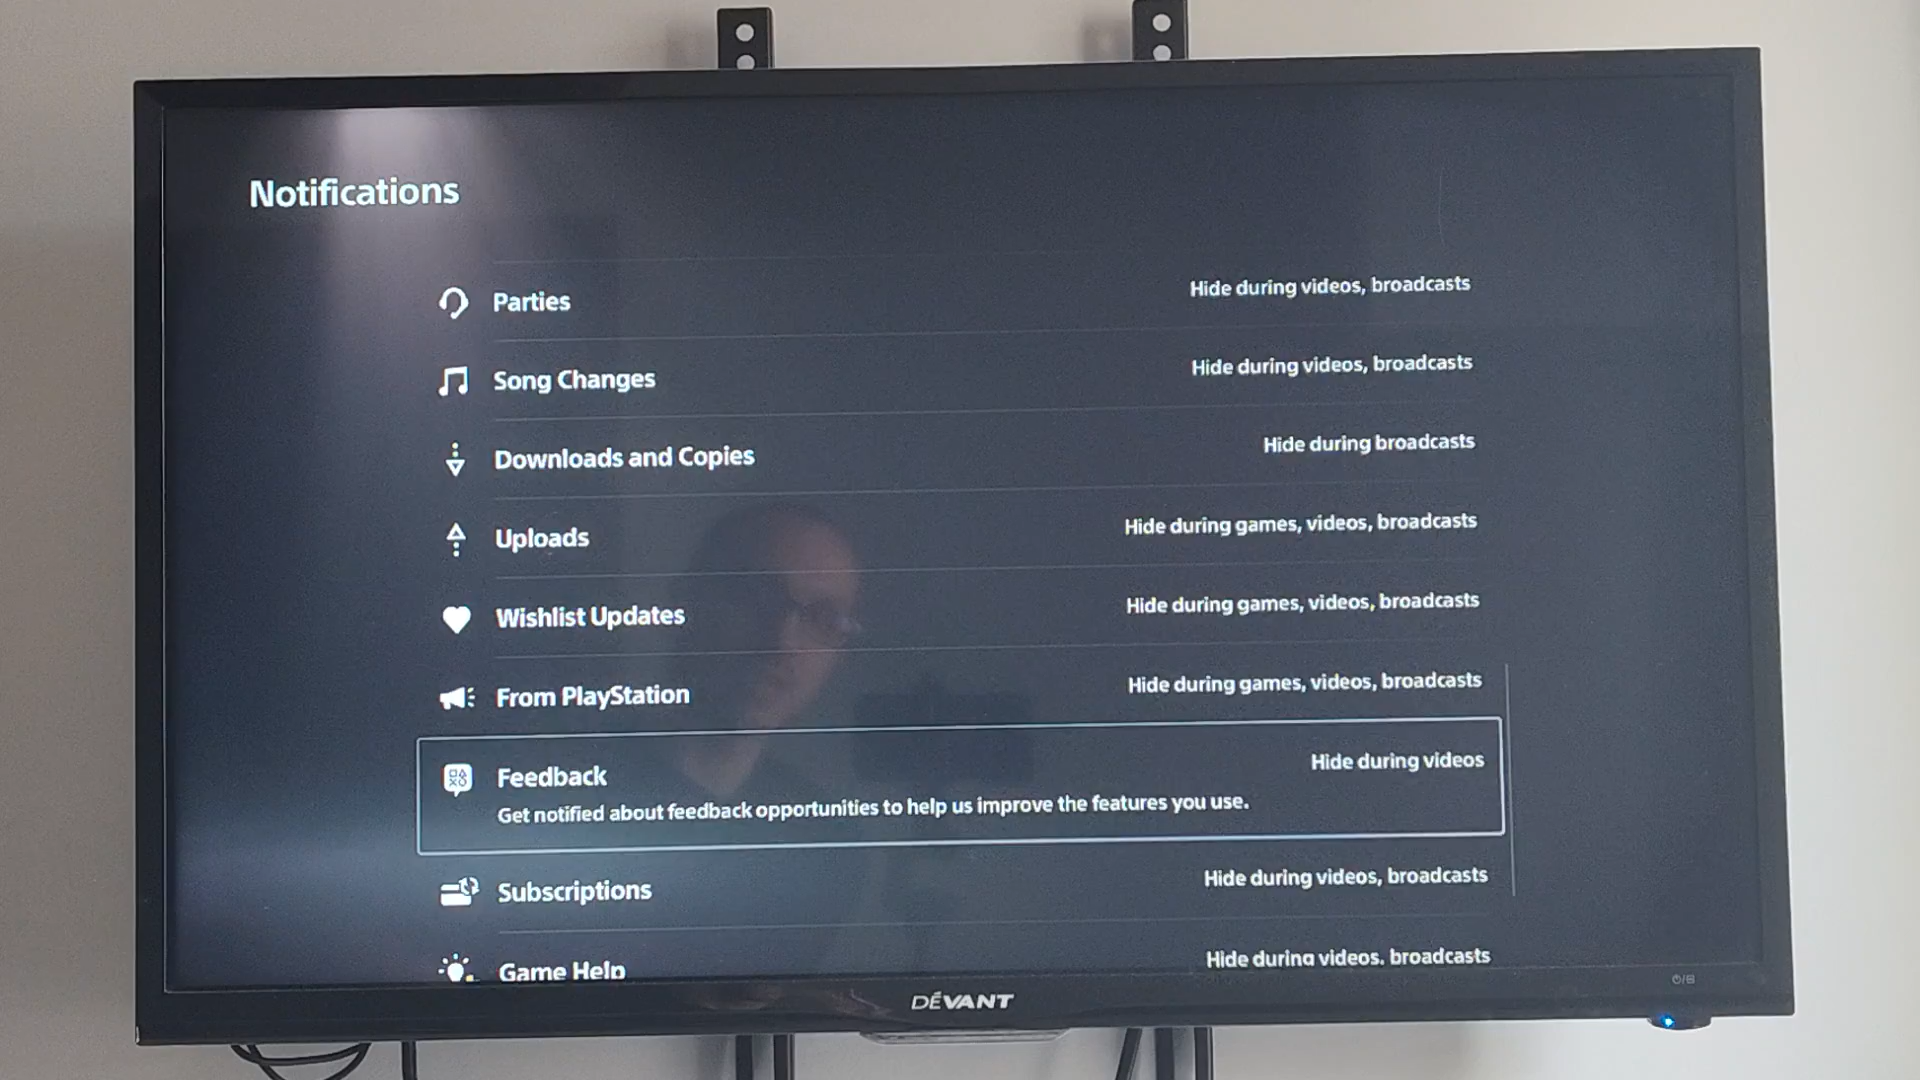 Notifications
Parties
Hide during videos, broadcasts
Song Changes
Hide during videos, broadcasts
Downloads and Copies
Hide during broadcasts
Uploads
Hide during games, videos, broadcasts
Wishlist Updates
Hide during games, videos, broadcasts
From PlayStation
Hide during games, videos, broadcasts
Feedback
Hide during videos
Get notified about feedback opportunities to help us improve the features you use.
Subscriptions
Hide during videos, broadcasts
Game Help
Hide during videos, broadcasts
DÉVANT